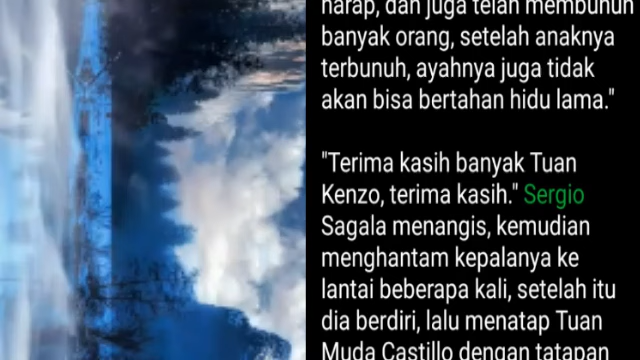 harap, dan juga telah membunuh
banyak orang, setelah anaknya
terbunuh, ayahnya juga tidak
akan bisa bertahan hidu lama."
"Terima kasih banyak Tuan
Kenzo, terima kasih." Sergio
Sagala menangis, kemudian
menghantam kepalanya ke
lantai beberapa kali, setelah itu
dia berdiri, lalu menatap Tuan
Muda Castillo dengan tatapan